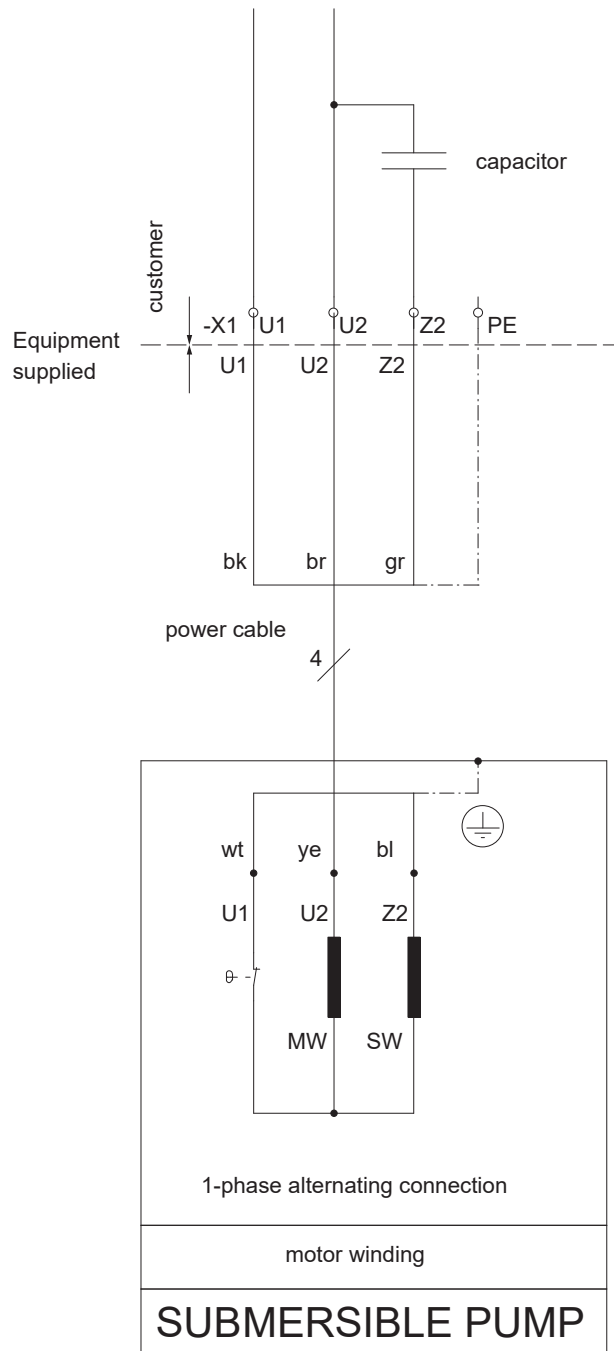 capacitor
customer
-X1 U1 U2 Z2 PE
Equipment
supplied
U1 U2 Z2
bk br gr
power cable
4
wt ye bl
U1 U2 Z2
MW SW
1-phase alternating connection
motor winding
SUBMERSIBLE PUMP